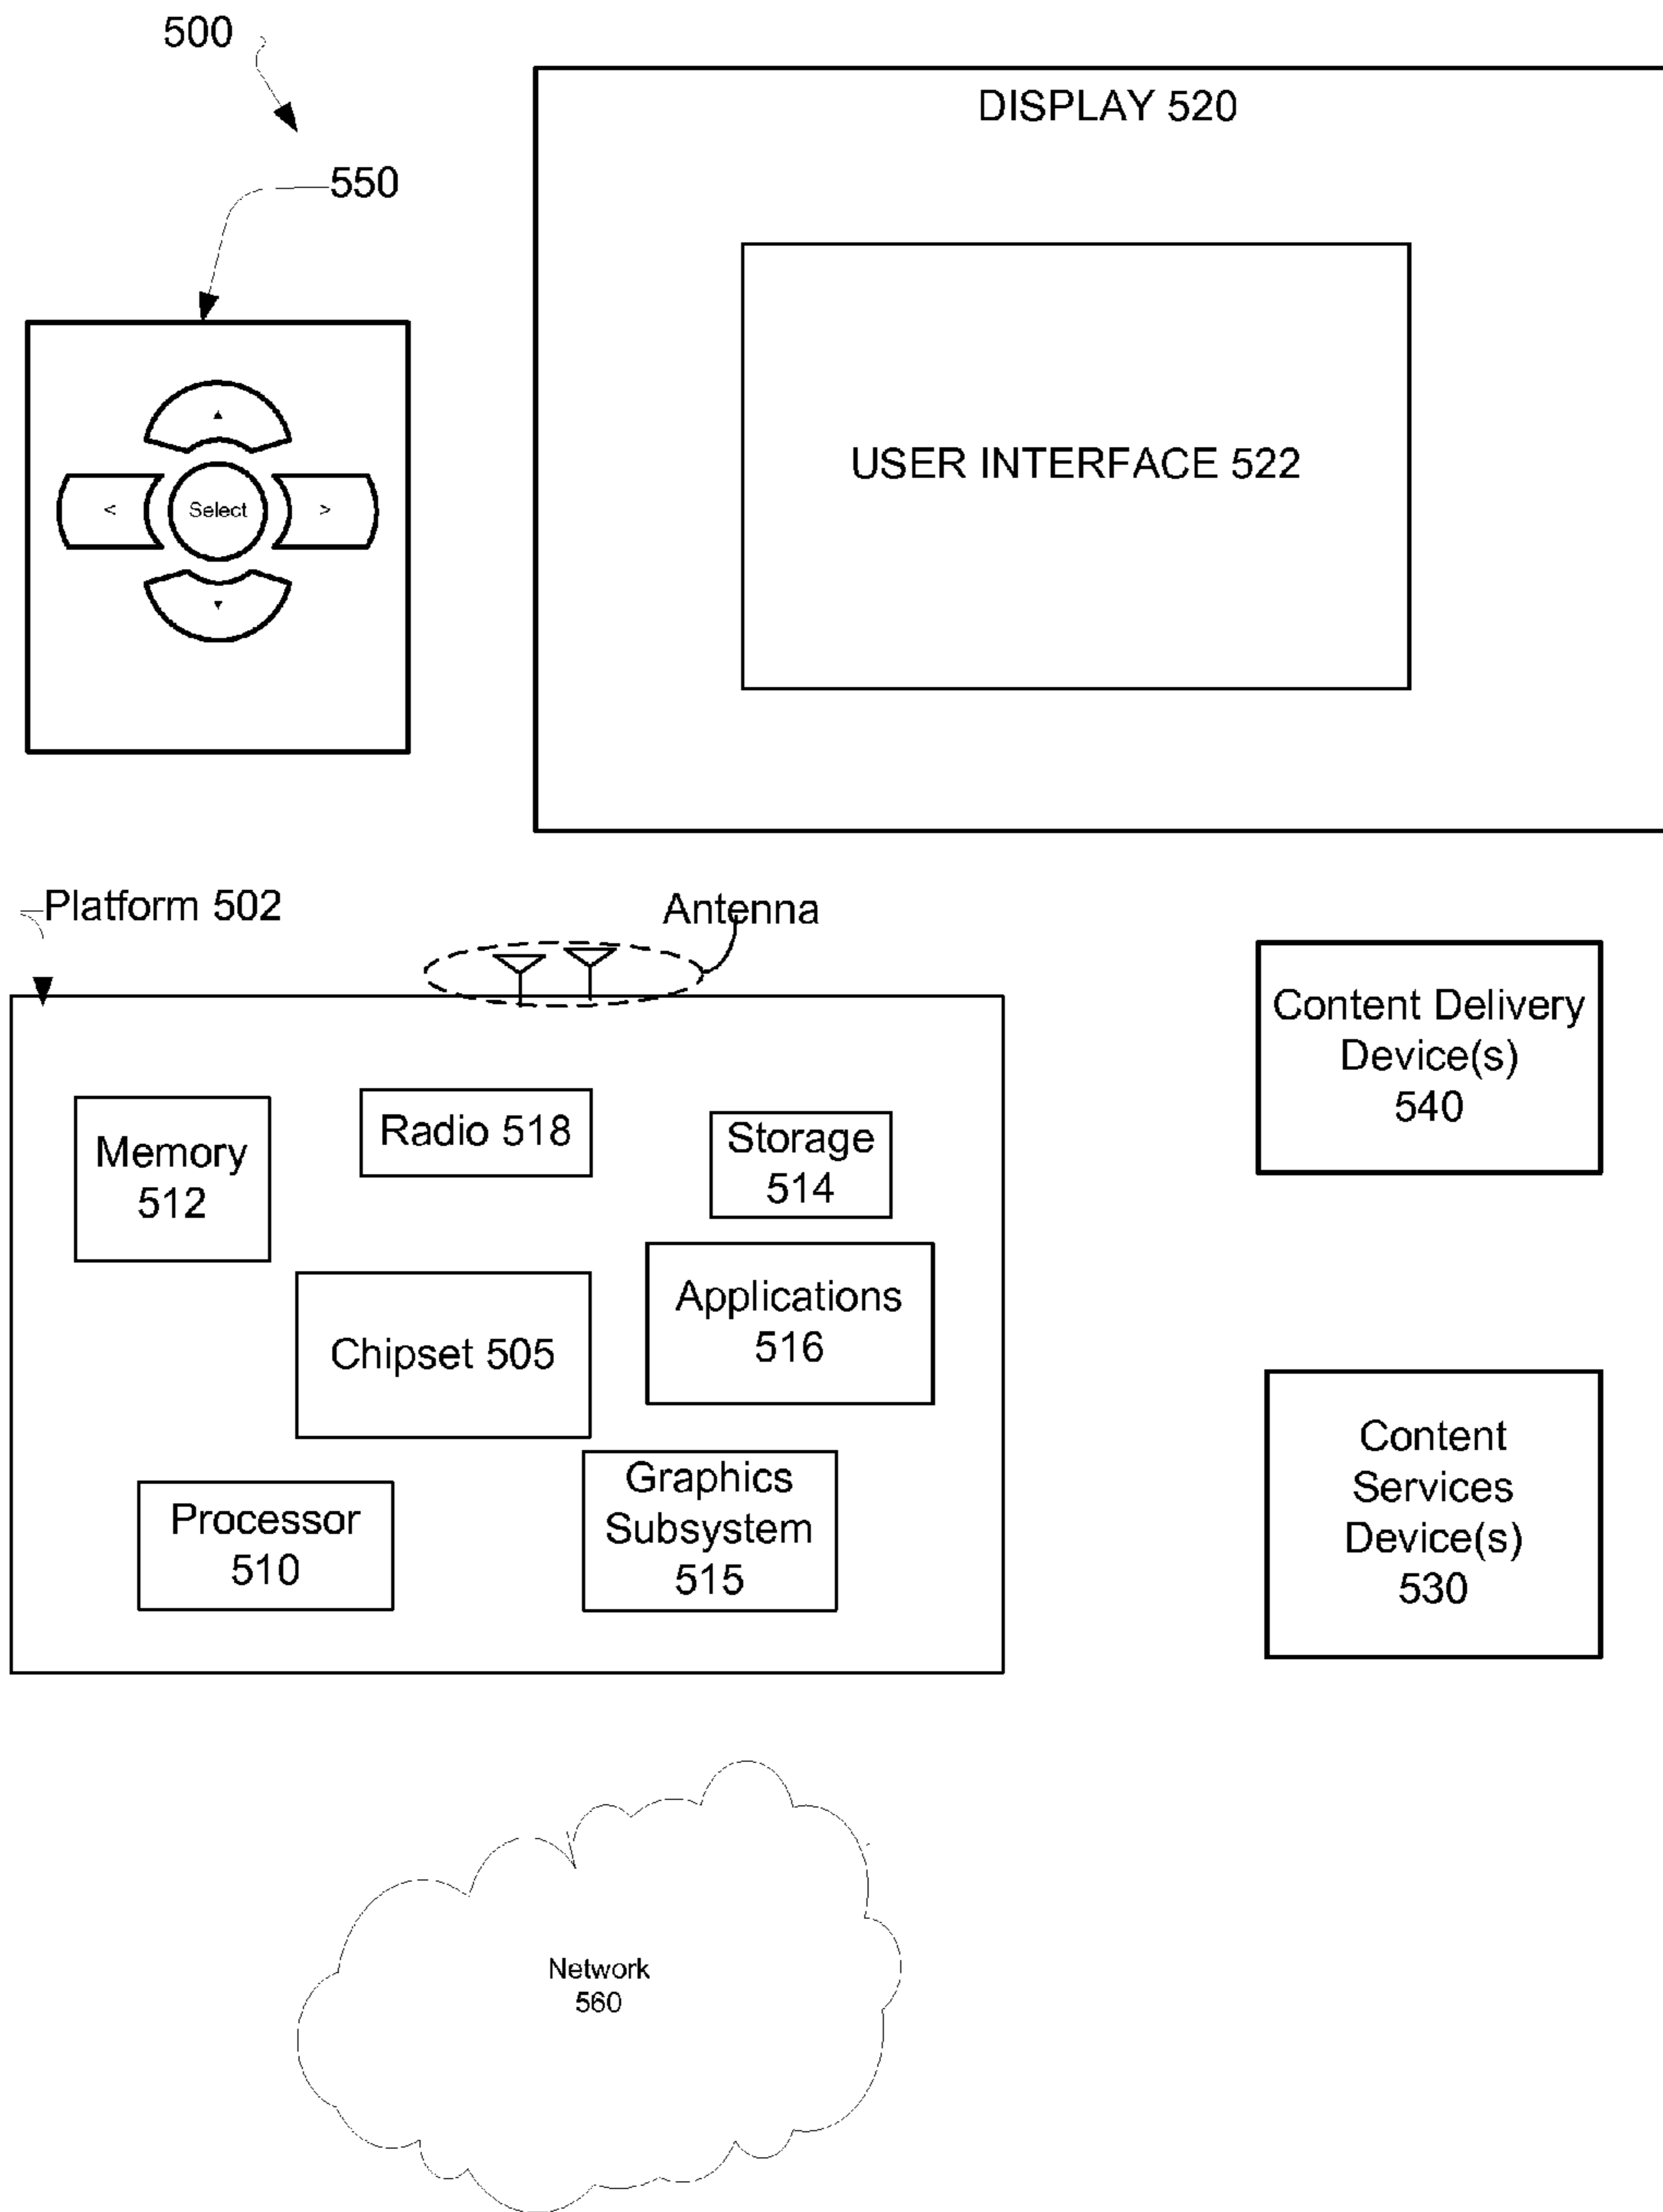 500
550
DISPLAY 520
USER INTERFACE 522
<
Select
>
Platform 502
Antenna
Memory
512
Radio 518
Storage
514
Chipset 505
Applications
516
Processor
510
Graphics
Subsystem
515
Content Delivery
Device(s)
540
Content
Services
Device(s)
530
Network
560